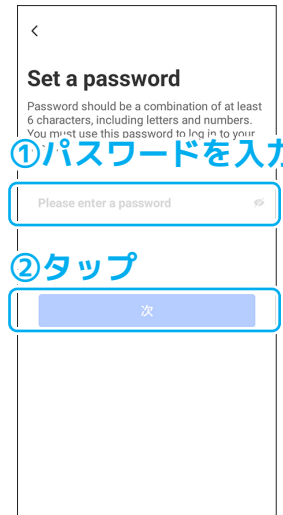 Set a password
Password should be a combination of at least
6 characters, including letters and numbers.
You must use this password to log in to your
①パスワードを入力
Please enter a password
②タップ
次